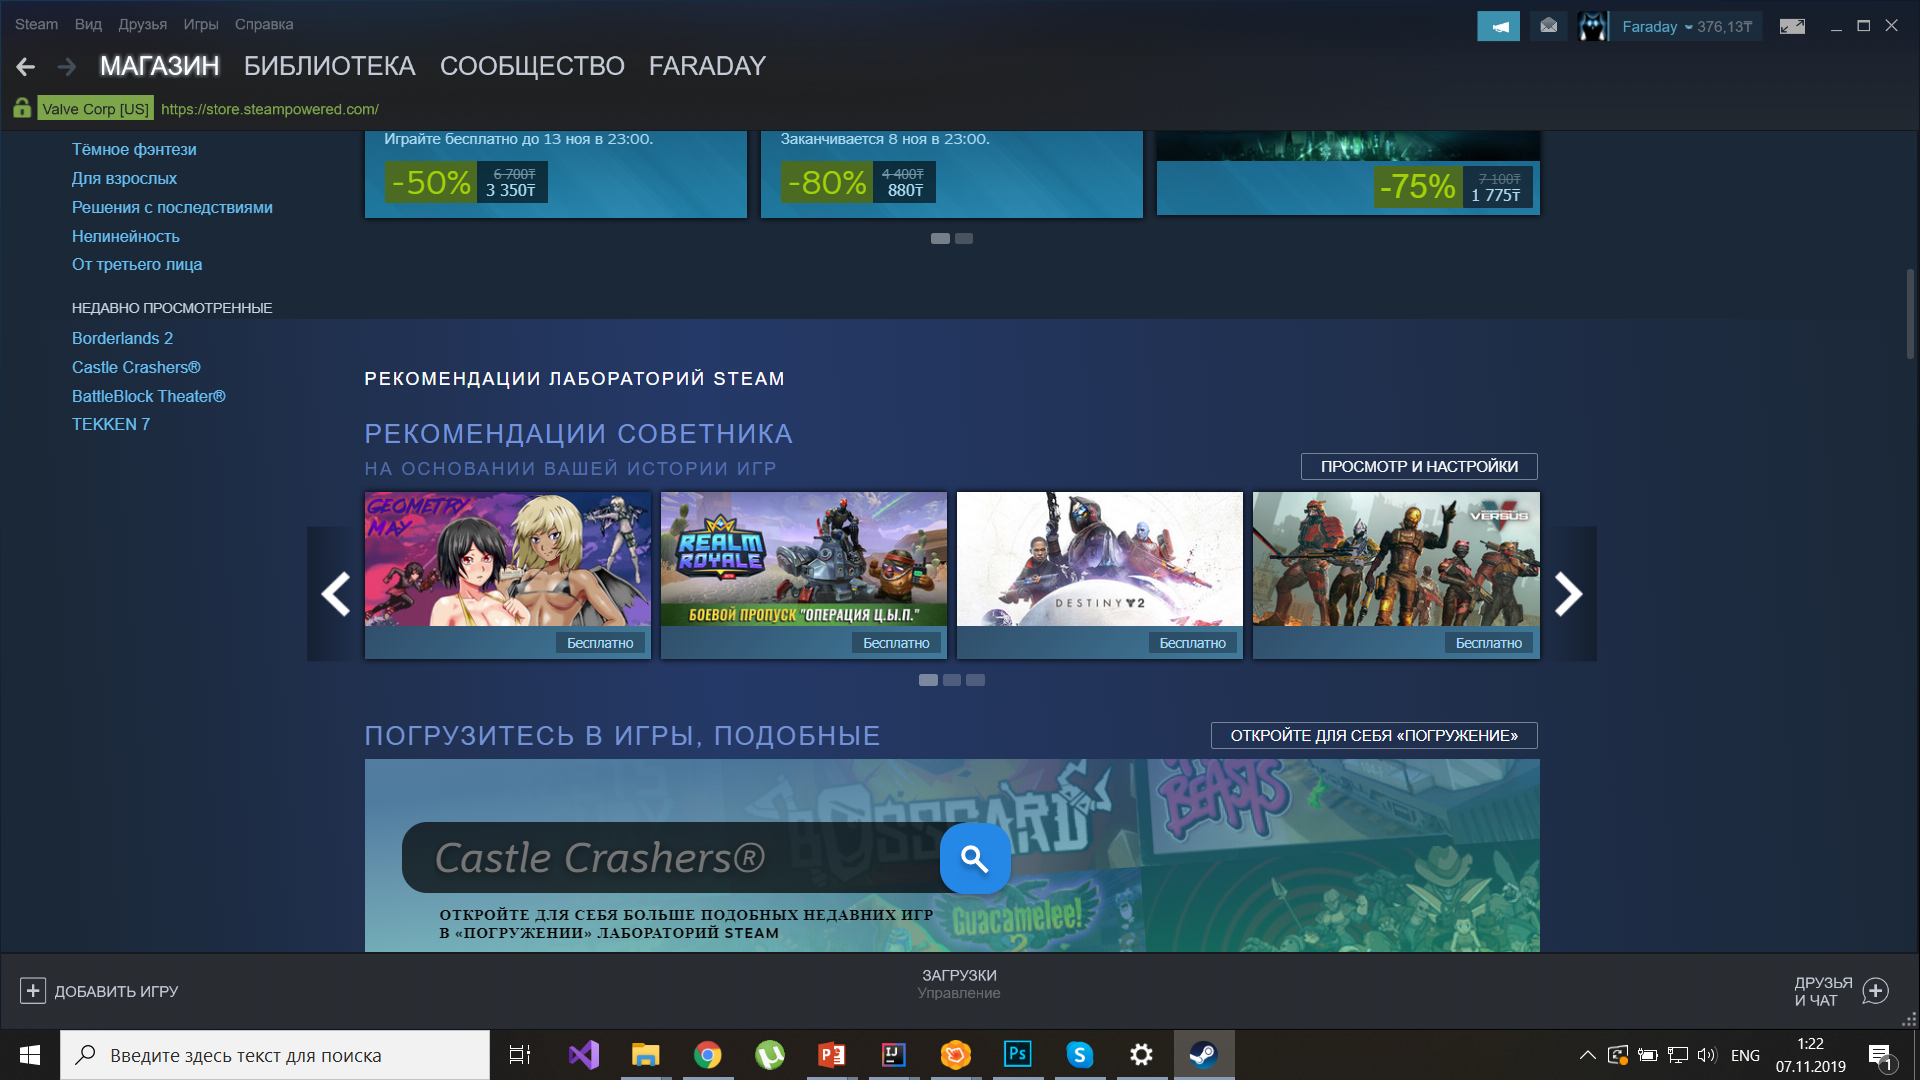 Steam Вид Друзья Игры Справка
Faraday 376,13₸
МАГАЗИН БИБЛИОТЕКА СООБЩЕСТВО FARADAY
Valve Corp [US] https://store.steampowered.com/
Тёмное фэнтези
Для взрослых
Решения с последствиями
Нелинейность
От третьего лица
НЕДАВНО ПРОСМОТРЕННЫЕ
Borderlands 2
Castle Crashers®
BattleBlock Theater®
TEKKEN 7
Играйте бесплатно до 13 ноя в 23:00.
-50% 6 700₸
3 350₸
Заканчивается 8 ноя в 23:00.
-80% 4 400₸
880₸
-75% 7 100₸
1 775₸
РЕКОМЕНДАЦИИ ЛАБОРАТОРИЙ STEAM
РЕКОМЕНДАЦИИ СОВЕТНИКА
НА ОСНОВАНИИ ВАШЕЙ ИСТОРИИ ИГР
ПРОСМОТР И НАСТРОЙКИ
GEOMETRY
MAY
Бесплатно
REALM
ROYALE
БОЕВОЙ ПРОПУСК "ОПЕРАЦИЯ Ц.Ы.П."
Бесплатно
DESTINY 2
Бесплатно
VERSUS
Бесплатно
ПОГРУЗИТЕСЬ В ИГРЫ, ПОДОБНЫЕ
ОТКРОЙТЕ ДЛЯ СЕБЯ «ПОГРУЖЕНИЕ»
BOSSGARD
BEASTS
Castle Crashers®
Guacamelee!
2
ОТКРОЙТЕ ДЛЯ СЕБЯ БОЛЬШЕ ПОДОБНЫХ НЕДАВНИХ ИГР
В «ПОГРУЖЕНИИ» ЛАБОРАТОРИЙ STEAM
ДОБАВИТЬ ИГРУ
ЗАГРУЗКИ
Управление
ДРУЗЬЯ
И ЧАТ
Введите здесь текст для поиска
P
IJ
Ps
S
ENG
1:22
07.11.2019
1